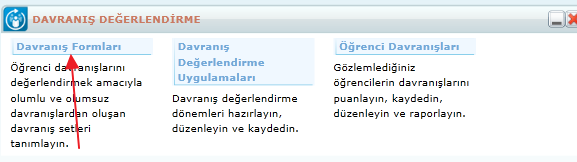 DAVRANIŞ DEĞERLENDİRME
Davranış Formları
Öğrenci davranışlarını
değerlendirmek amacıyla
olumlu ve olumsuz
davranışlardan oluşan
davranış setleri
tanımlayın.
Davranış
Değerlendirme
Uygulamaları
Davranış değerlendirme
dönemleri hazırlayın,
düzenleyin ve kaydedin.
Öğrenci Davranışları
Gözlemlediğiniz
öğrencilerin davranışlarını
puanlayın, kaydedin,
düzenleyin ve raporlayın.